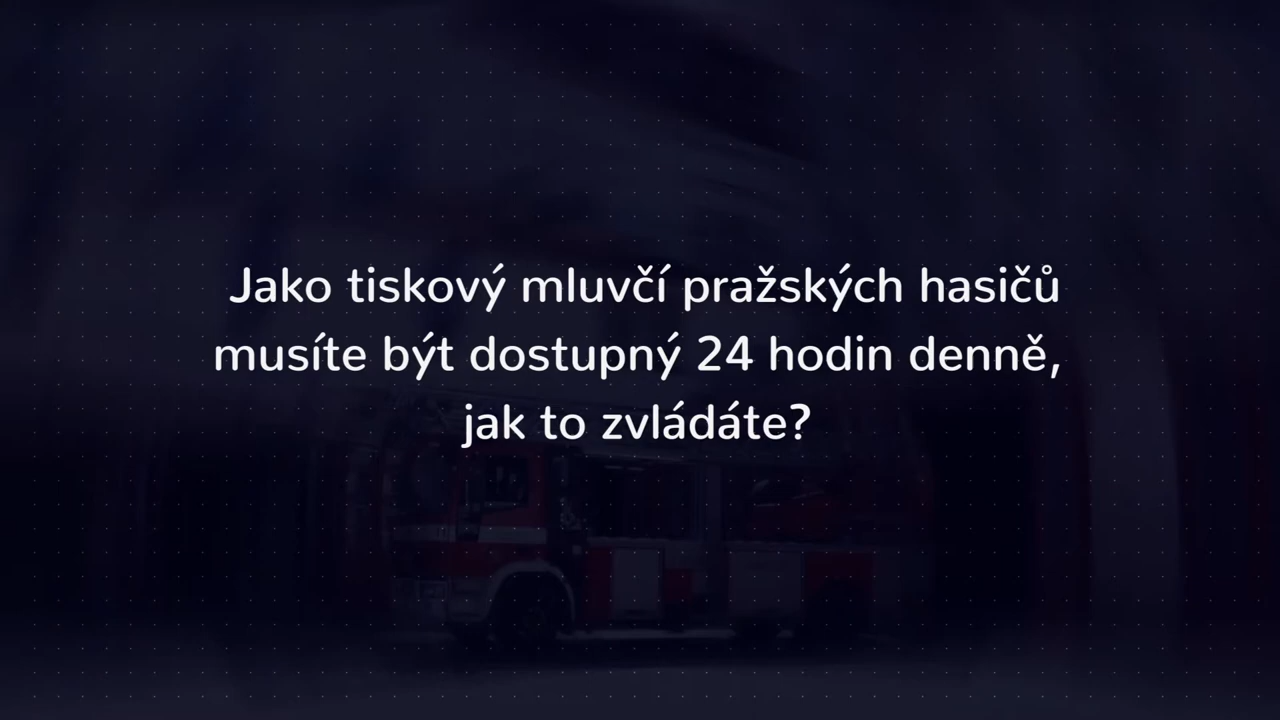 Jako tiskový mluvčí pražských hasičů
musíte být dostupný 24 hodin denně,
jak to zvládáte?